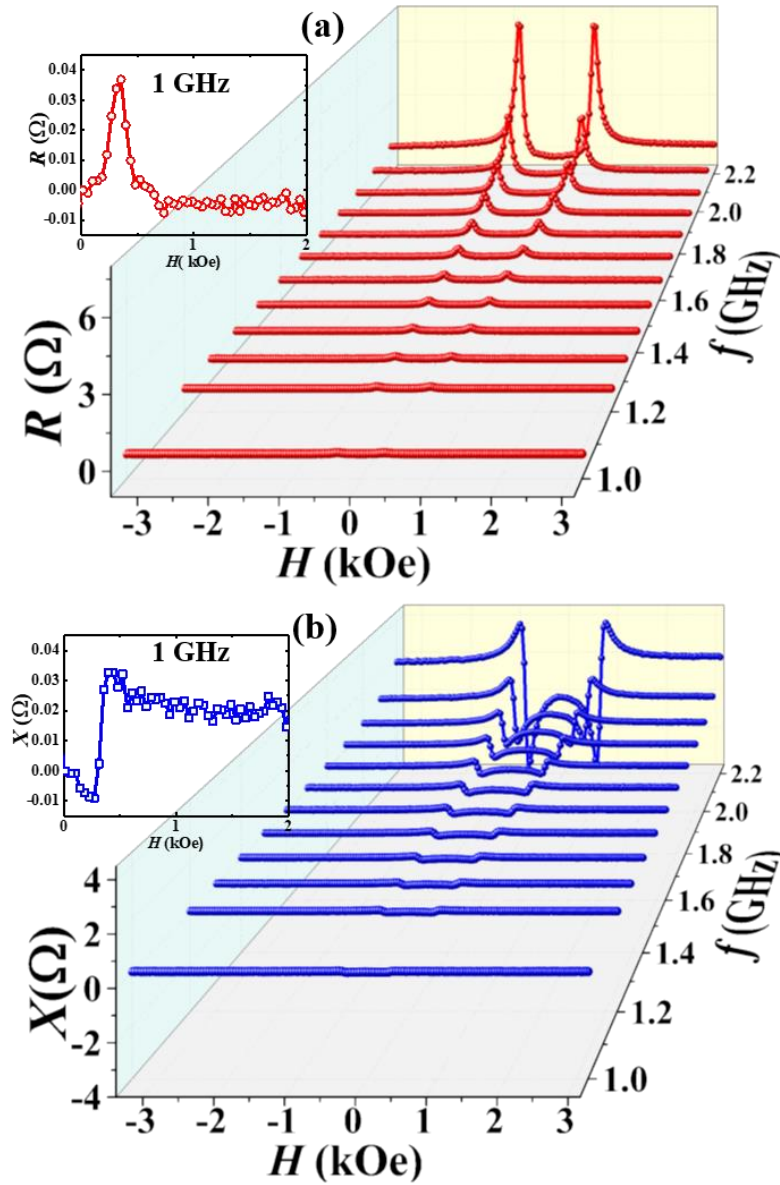 (a)
1 GHz
R (Ω)
0.04
0.03
0.02
0.01
0.00
-0.01
0 1 2
H( kOe)
R (Ω)
6
3
0
-3 -2 -1 0 1 2 3
H (kOe)
2.2
2.0
1.8
1.6
1.4
1.2
1.0
f (GHz)
(b)
1 GHz
X (Ω)
0.04
0.03
0.02
0.01
0.00
-0.01
0 1 2
H (kOe)
X(Ω)
4
2
0
-2
-4
-3 -2 -1 0 1 2 3
H (kOe)
2.2
2.0
1.8
1.6
1.4
1.2
1.0
f (GHz)